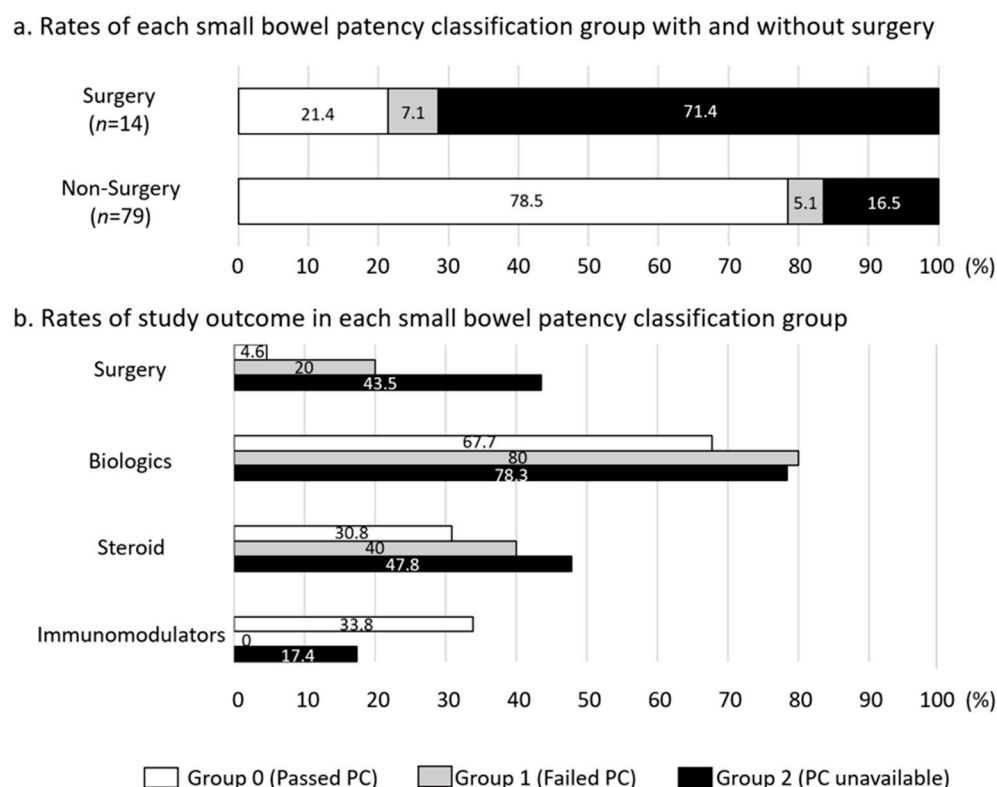 a. Rates of each small bowel patency classification group with and without surgery
Surgery
(n=14)
21.4 7.1 71.4
Non-Surgery
(n=79)
78.5 5.1 16.5
0 10 20 30 40 50 60 70 80 90 100 (%)
b. Rates of study outcome in each small bowel patency classification group
Surgery
4.6
20
43.5
Biologics
67.7
80
78.3
Steroid
30.8
40
47.8
Immunomodulators
33.8
0
17.4
0 10 20 30 40 50 60 70 80 90 100 (%)
Group 0 (Passed PC) Group 1 (Failed PC) Group 2 (PC unavailable)